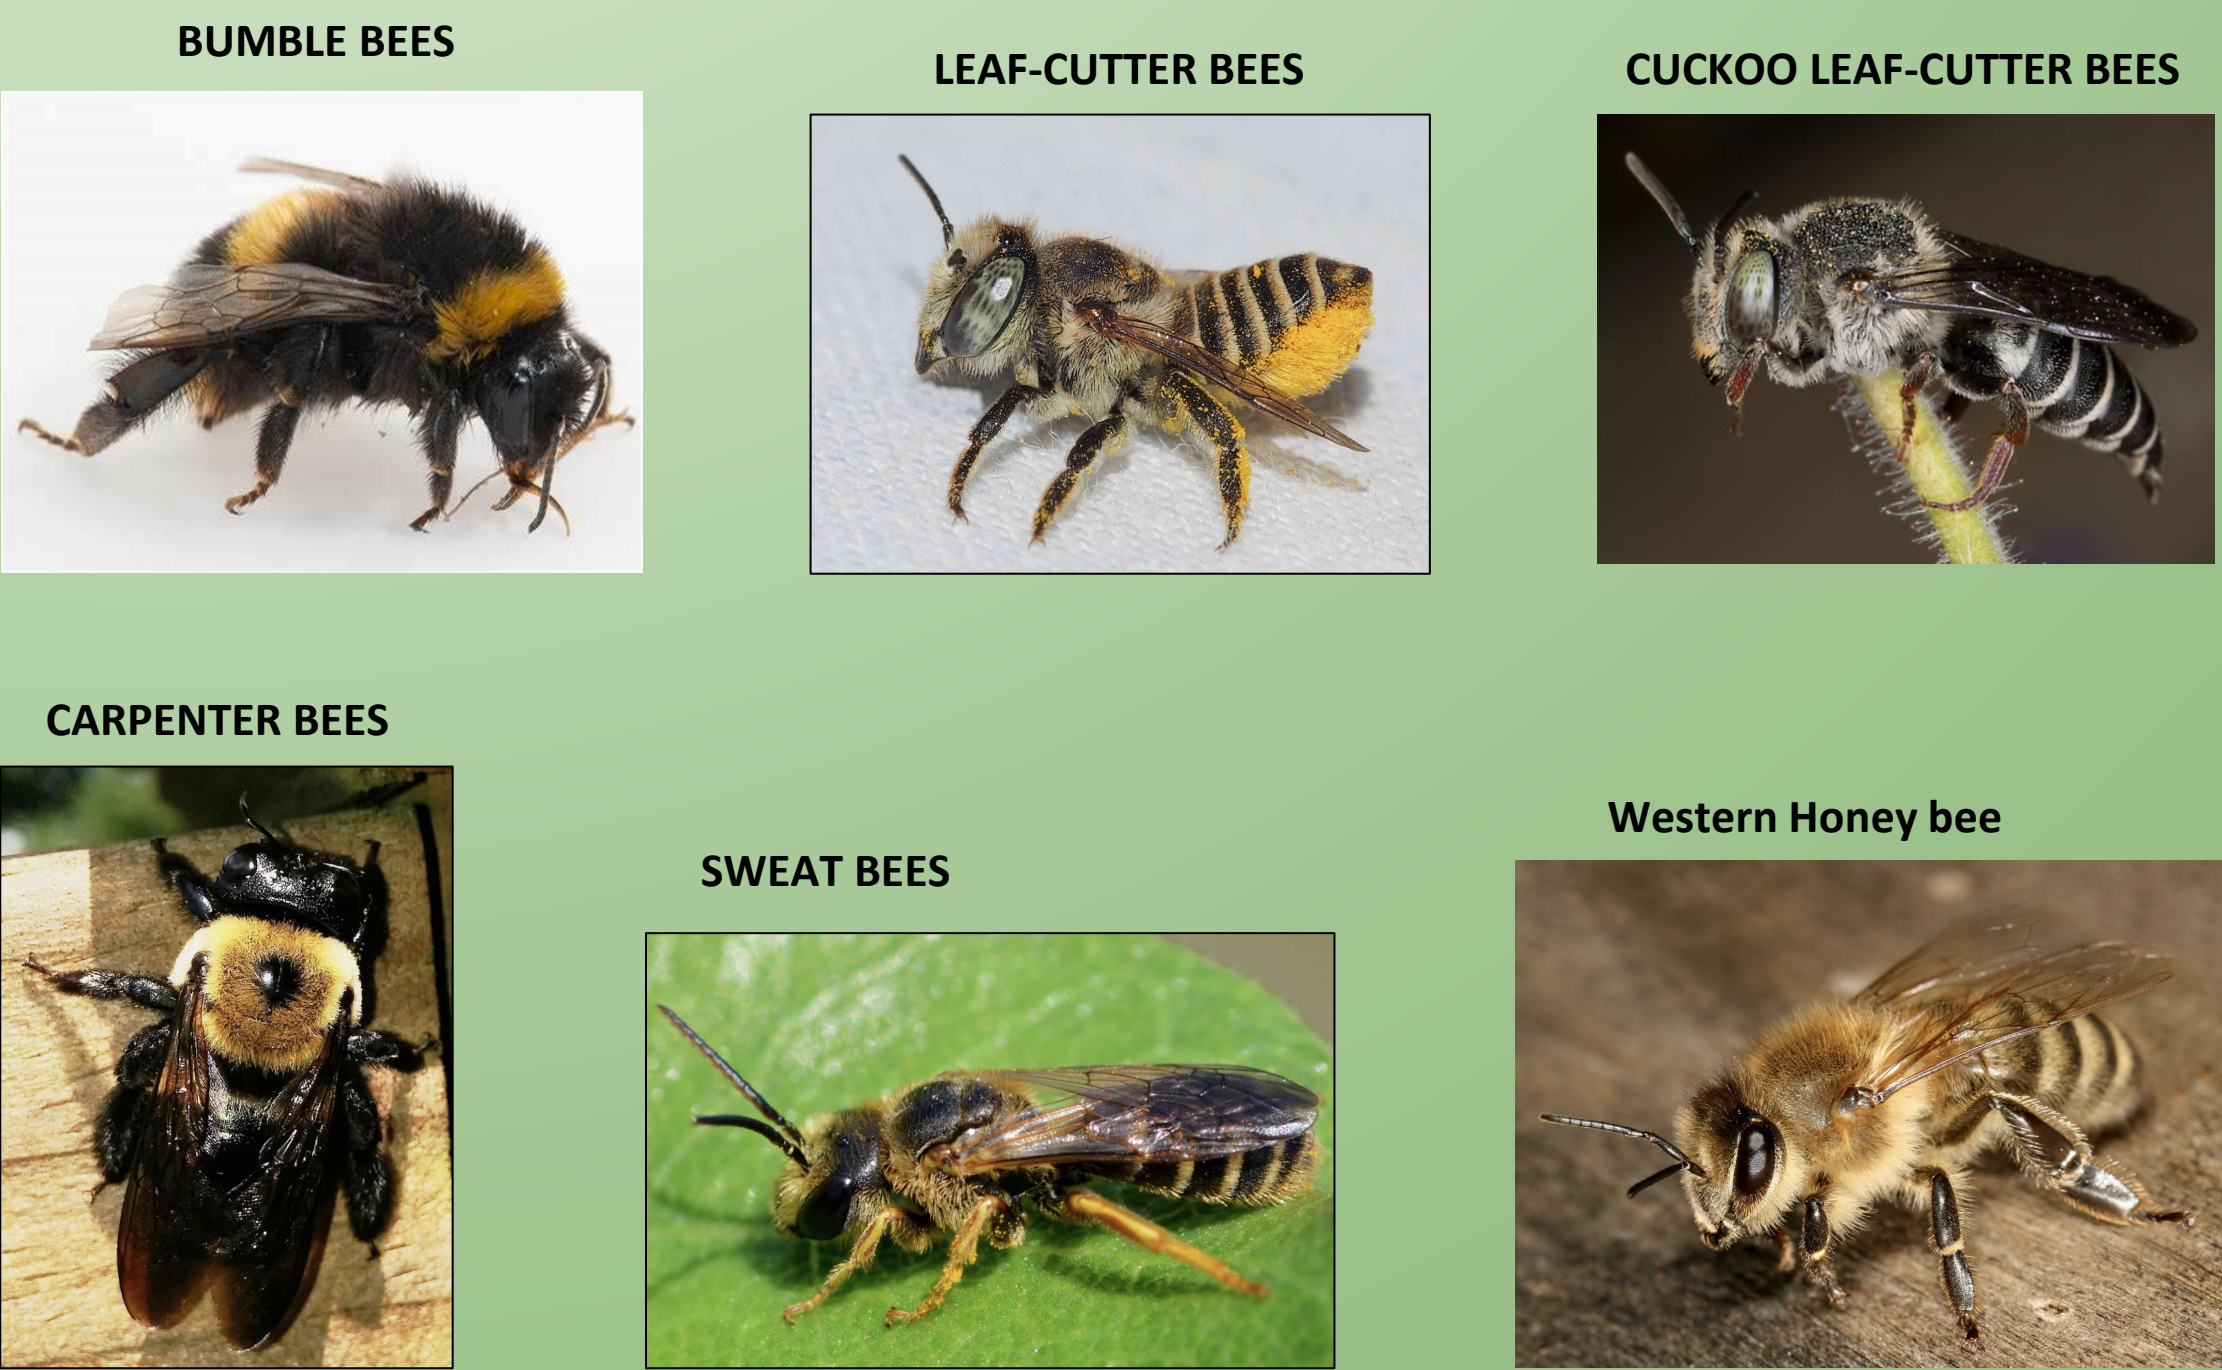 BUMBLE BEES
LEAF-CUTTER BEES
CUCKOO LEAF-CUTTER BEES
CARPENTER BEES
SWEAT BEES
Western Honey bee